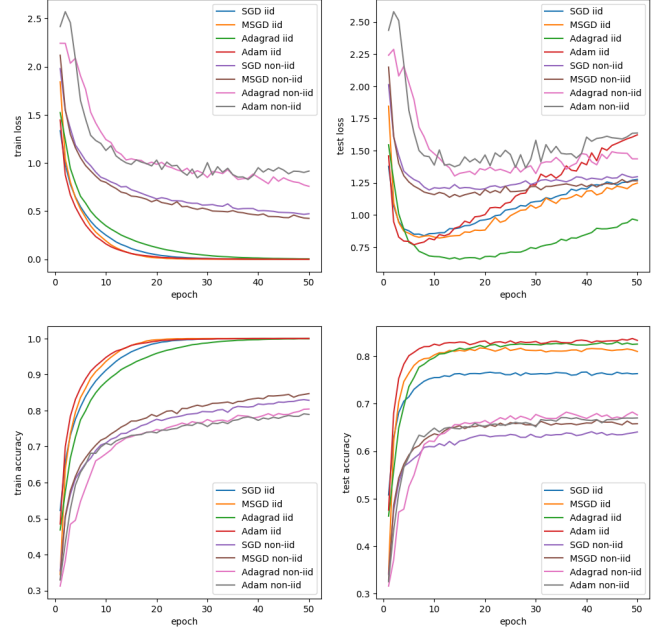 2.5
2.0
1.5
1.0
0.5
0.0
train loss
0
10
20
30
40
50
epoch
SGD iid
MSGD iid
Adagrad iid
Adam iid
SGD non-iid
MSGD non-iid
Adagrad non-iid
Adam non-iid
2.50
2.25
2.00
1.75
1.50
1.25
1.00
0.75
test loss
0
10
20
30
40
50
epoch
SGD iid
MSGD iid
Adagrad iid
Adam iid
SGD non-iid
MSGD non-iid
Adagrad non-iid
Adam non-iid
1.0
0.9
0.8
0.7
0.6
0.5
0.4
0.3
train accuracy
0
10
20
30
40
50
epoch
SGD iid
MSGD iid
Adagrad iid
Adam iid
SGD non-iid
MSGD non-iid
Adagrad non-iid
Adam non-iid
0.8
0.7
0.6
0.5
0.4
0.3
test accuracy
0
10
20
30
40
50
epoch
SGD iid
MSGD iid
Adagrad iid
Adam iid
SGD non-iid
MSGD non-iid
Adagrad non-iid
Adam non-iid